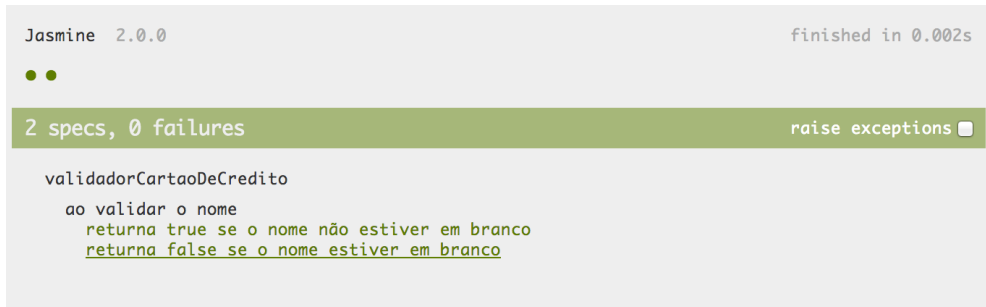 Jasmine 2.0.0 finished in 0.002s
2 specs, 0 failures raise exceptions
validadorCartaoDeCredito
ao validar o nome
returna true se o nome não estiver em branco
returna false se o nome estiver em branco